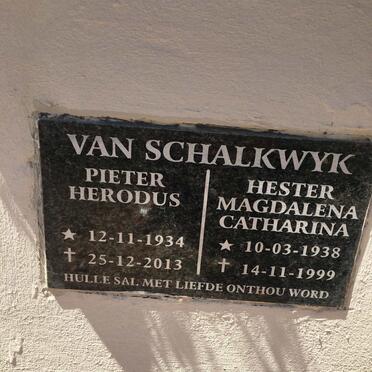 VAN SCHALKWYK
PIETER
HERODUS
★ 12-11-1934
✝ 25-12-2013
HESTER
MAGDALENA
CATHARINA
★ 10-03-1938
✝ 14-11-1999
HULLE SAL MET LIEFDE ONTHOU WORD